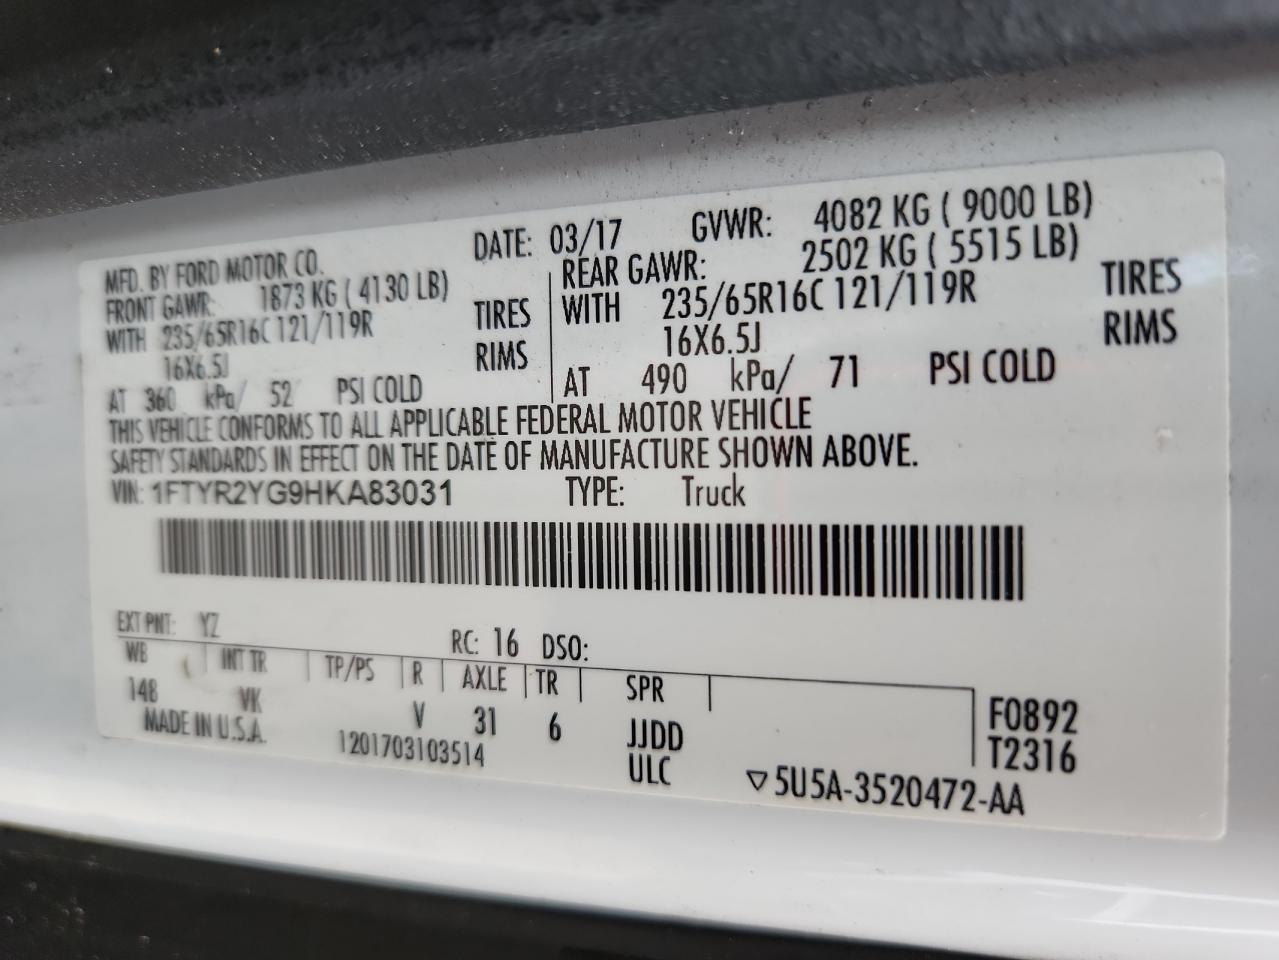 MFD. BY FORD MOTOR CO.
DATE: 03/17 GVWR: 4082 KG ( 9000 LB)
FRONT GAWR: 1873 KG ( 4130 LB)
WITH 235/65R16C 121/119R TIRES
16X6.5J RIMS
AT 360 kPa/ 52 PSI COLD
REAR GAWR: 2502 KG ( 5515 LB)
WITH 235/65R16C 121/119R TIRES
16X6.5J RIMS
AT 490 kPa/ 71 PSI COLD
THIS VEHICLE CONFORMS TO ALL APPLICABLE FEDERAL MOTOR VEHICLE
SAFETY STANDARDS IN EFFECT ON THE DATE OF MANUFACTURE SHOWN ABOVE.
VIN: 1FTYR2YG9HKA83031 TYPE: Truck
EXT PNT: YZ RC: 16 DSO:
WB INT TR TP/PS R AXLE TR SPR
148 VK V 31 6 JJDD F0892
MADE IN U.S.A. 1201703103514 ULC T2316
▽5U5A-3520472-AA